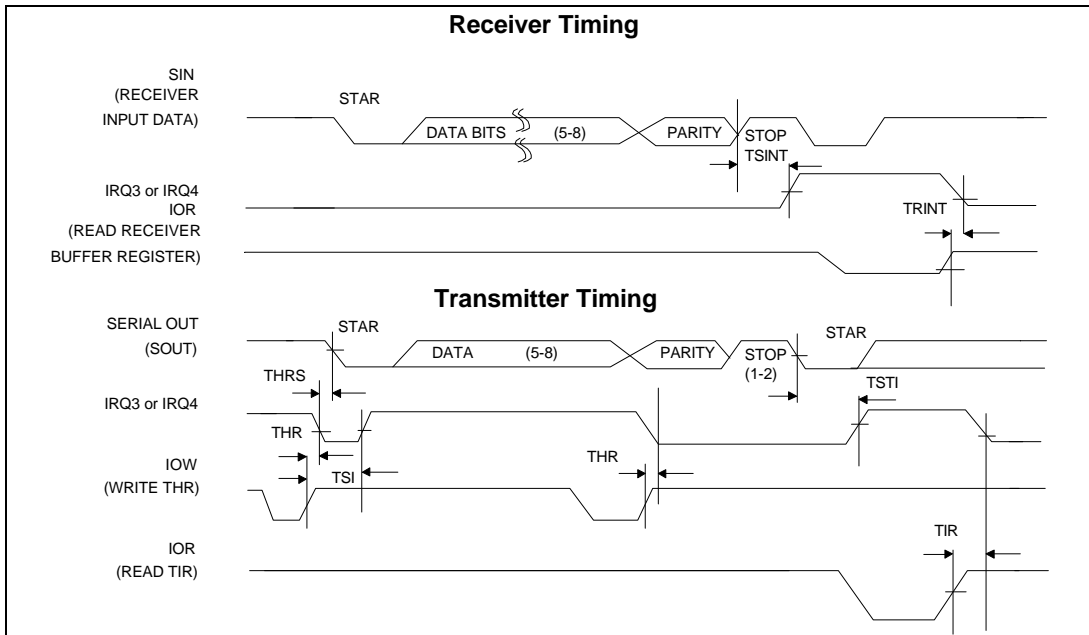 Receiver Timing
SIN
(RECEIVER
INPUT DATA)
STAR
DATA BITS (5-8)
PARITY
STOP
TSINT
IRQ3 or IRQ4
IOR
(READ RECEIVER
BUFFER REGISTER)
TRINT
Transmitter Timing
SERIAL OUT
(SOUT)
STAR
DATA (5-8)
PARITY
STOP
(1-2)
STAR
THRS
TSTI
IRQ3 or IRQ4
THR
THR
IOW
(WRITE THR)
TSI
IOR
(READ TIR)
TIR